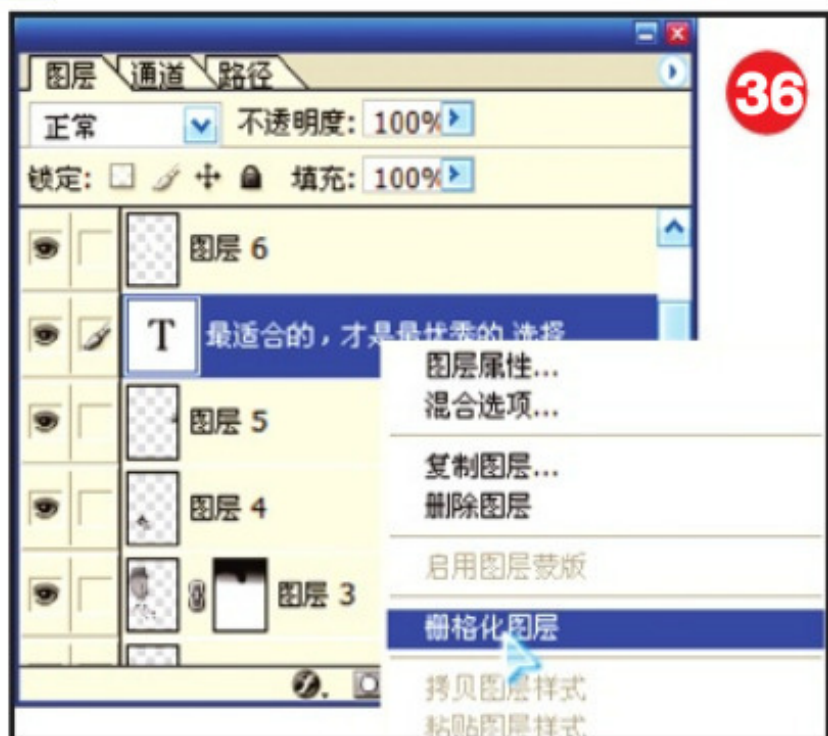 图层 通道 路径
36
正常 不透明度: 100%
锁定: 填充: 100%
图层 6
T 最适合的，才是最优秀的 选择
图层属性...
混合选项...
图层 5
复制图层...
删除图层
图层 4
启用图层蒙版
图层 3
栅格化图层
拷贝图层样式
粘贴图层样式